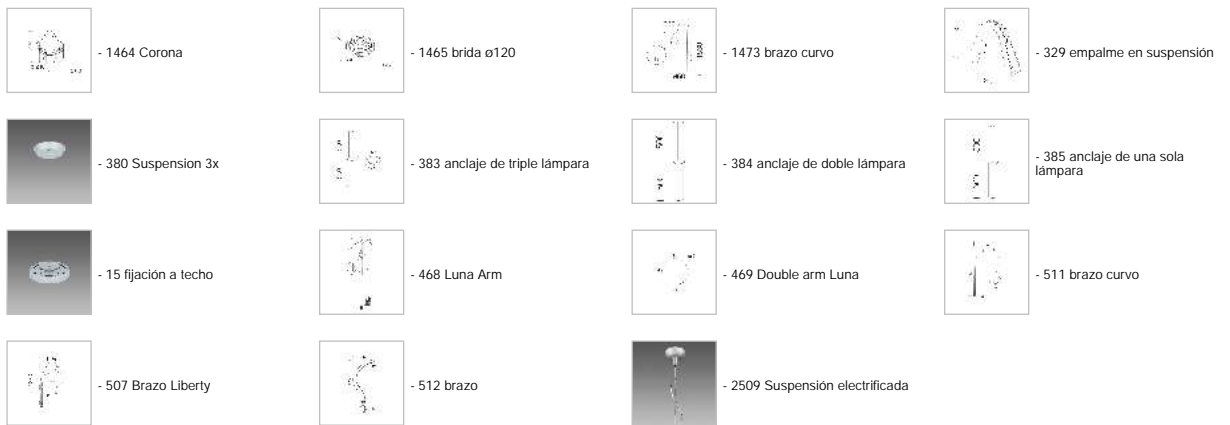 - 1464 Corona
- 1465 brida ø120
- 1473 brazo curvo
- 329 empalme en suspensión
- 380 Suspension 3x
- 383 anclaje de triple lámpara
- 384 anclaje de doble lámpara
- 385 anclaje de una sola
lámpara
- 15 fijación a techo
- 468 Luna Arm
- 469 Double arm Luna
- 511 brazo curvo
- 507 Brazo Liberty
- 512 brazo
- 2509 Suspensión electrificada